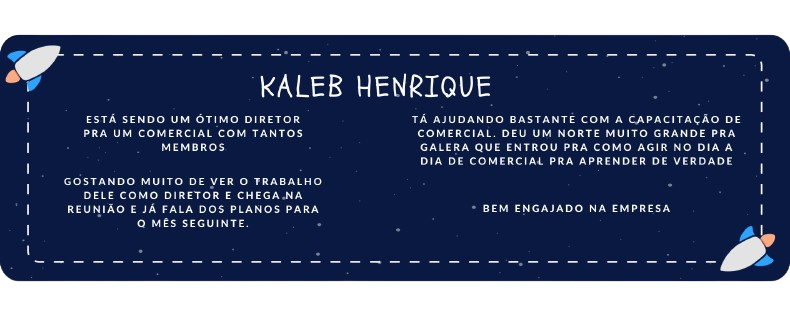 KALEB HENRIQUE
ESTÁ SENDO UM ÓTIMO DIRETOR
PRA UM COMERCIAL COM TANTOS
MEMBROS
GOSTANDO MUITO DE VER O TRABALHO
DELE COMO DIRETOR E CHEGA NA
REUNIÃO E JÁ FALA DOS PLANOS PARA
O MÊS SEGUINTE.
TÁ AJUDANDO BASTANTE COM A CAPACITAÇÃO DE
COMERCIAL. DEU UM NORTE MUITO GRANDE PRA
GALERA QUE ENTROU PRA COMO AGIR NO DIA A
DIA DE COMERCIAL PRA APRENDER DE VERDADE
BEM ENGAJADO NA EMPRESA